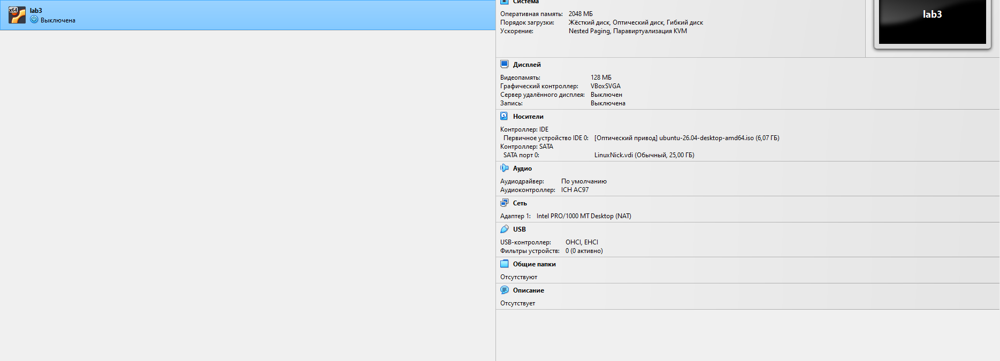 x64
lab3
Выключена
Система
Оперативная память: 2048 МБ
Порядок загрузки: Жёсткий диск, Оптический диск, Гибкий диск
Ускорение: Nested Paging, Паравиртуализация KVM
lab3
Дисплей
Видеопамять: 128 МБ
Графический контроллер: VBoxSVGA
Сервер удалённого дисплея: Выключен
Запись: Выключена
Носители
Контроллер: IDE
Первичное устройство IDE 0: [Оптический привод] ubuntu-26.04-desktop-amd64.iso (6,07 ГБ)
Контроллер: SATA
SATA порт 0: LinuxNick.vdi (Обычный, 25,00 ГБ)
Аудио
Аудиодрайвер: По умолчанию
Аудиоконтроллер: ICH AC97
Сеть
Адаптер 1: Intel PRO/1000 MT Desktop (NAT)
USB
USB-контроллер: OHCI, EHCI
Фильтры устройств: 0 (0 активно)
Общие папки
Отсутствуют
Описание
Отсутствует